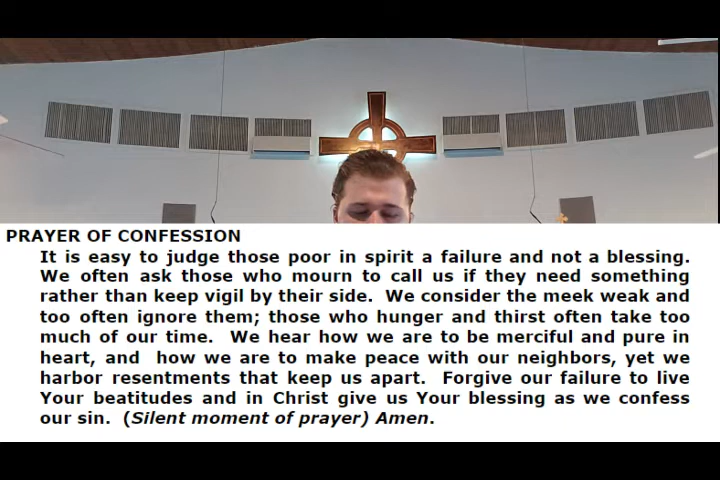 PRAYER OF CONFESSION
It is easy to judge those poor in spirit a failure and not a blessing.
We often ask those who mourn to call us if they need something
rather than keep vigil by their side. We consider the meek weak and
too often ignore them; those who hunger and thirst often take too
much of our time. We hear how we are to be merciful and pure in
heart, and how we are to make peace with our neighbors, yet we
harbor resentments that keep us apart. Forgive our failure to live
Your beatitudes and in Christ give us Your blessing as we confess
our sin. (Silent moment of prayer) Amen.